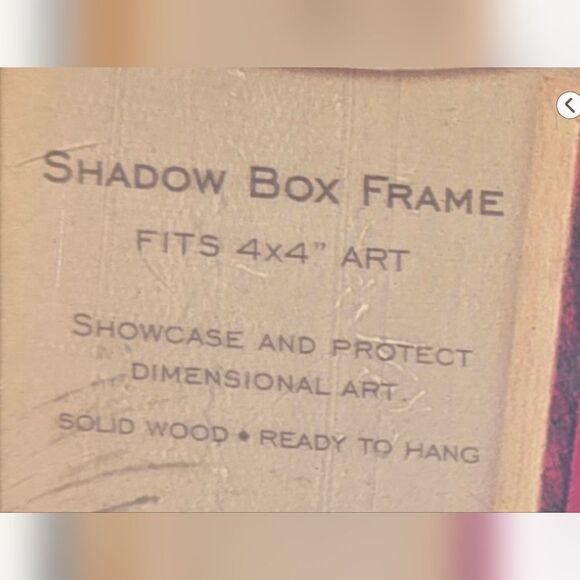 SHADOW BOX FRAME
FITS 4x4" ART
SHOWCASE AND PROTECT
DIMENSIONAL ART.
SOLID WOOD • READY TO HANG